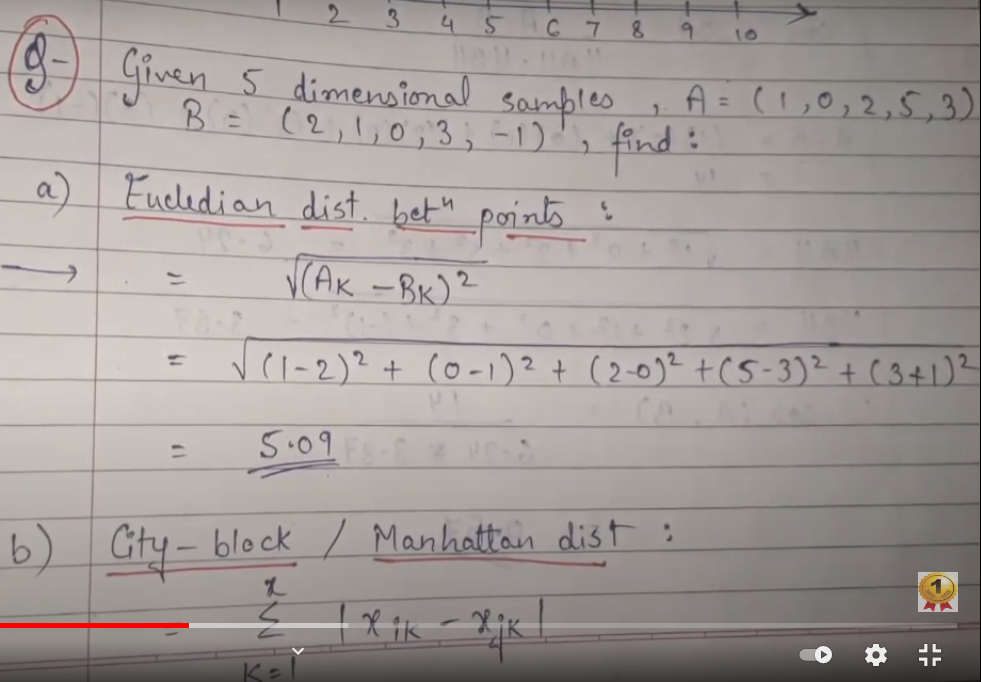 1 2 3 4 5 6 7 8 9 10
Q- Given 5 dimensional samples , A = (1,0,2,5,3)
B = (2,1,0,3,-1) , find :
a) Eucledian dist. betⁿ points :
→ = √(AK - BK)²
= √(1-2)² + (0-1)² + (2-0)² + (5-3)² + (3+1)²
= 5.09
b) City-block / Manhattan dist :
x
= Σ |xik - xjk|
K=1
1